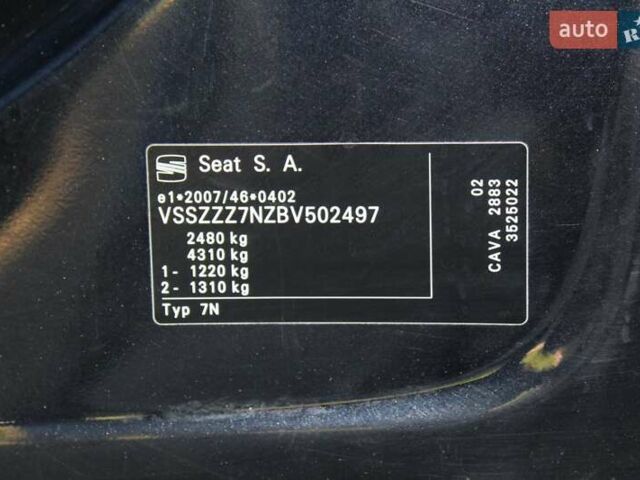 auto
R
Seat S. A.
e1*2007/46*0402
VSSZZZ7NZBV502497
2480 kg
4310 kg
1- 1220 kg
2- 1310 kg
Typ 7N
02
CAVA 2883
3525022